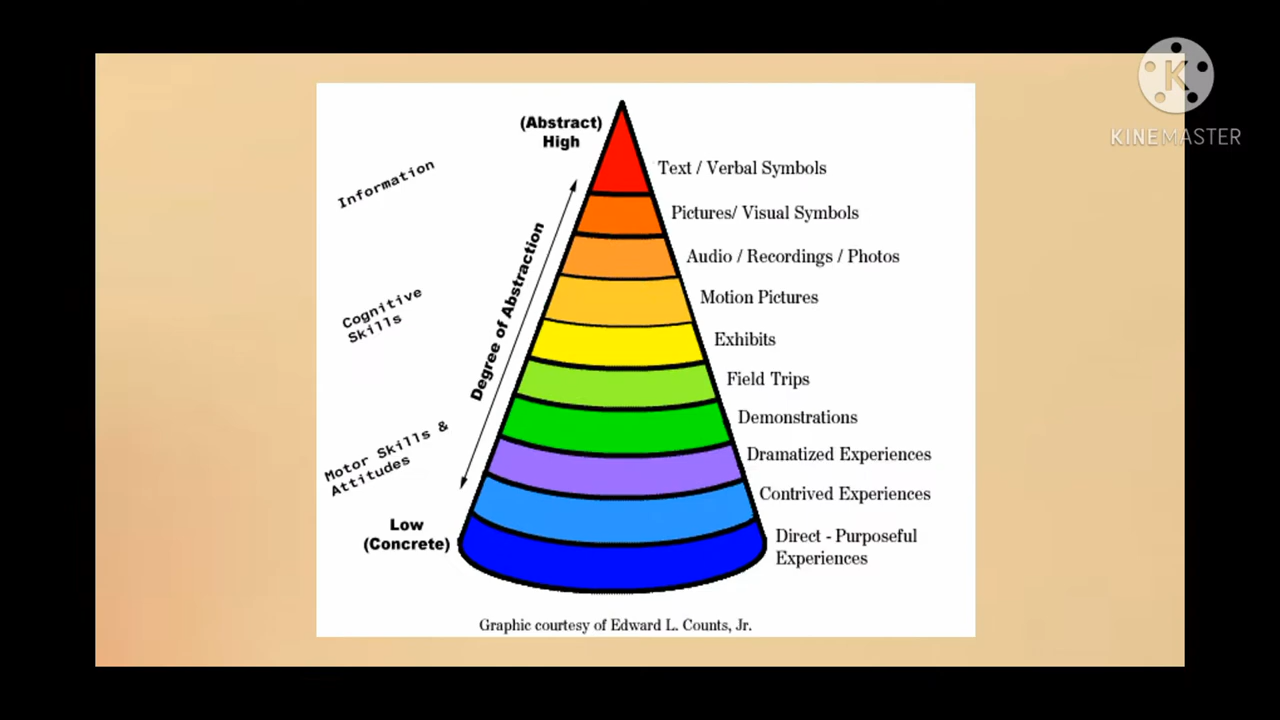 KINEMASTER
(Abstract)
High
Information
Text / Verbal Symbols
Pictures/ Visual Symbols
Audio / Recordings / Photos
Degree of Abstraction
Motion Pictures
Cognitive
Skills
Exhibits
Field Trips
Demonstrations
Motor Skills &
Attitudes
Dramatized Experiences
Contrived Experiences
Low
(Concrete)
Direct - Purposeful
Experiences
Graphic courtesy of Edward L. Counts, Jr.